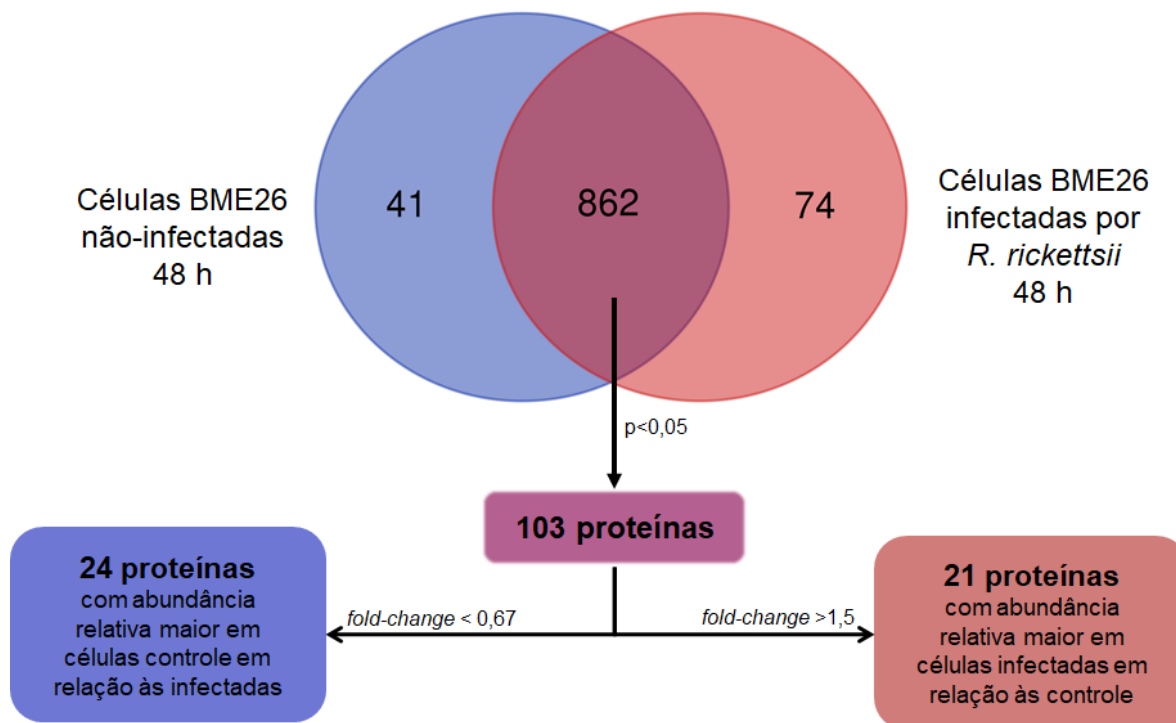 Células BME26
não-infectadas
48 h
41
862
74
Células BME26
infectadas por
R. rickettsii
48 h
p<0,05
103 proteínas
24 proteínas
com abundância
relativa maior em
células controle em
relação às infectadas
fold-change < 0,67
fold-change >1,5
21 proteínas
com abundância
relativa maior em
células infectadas em
relação às controle